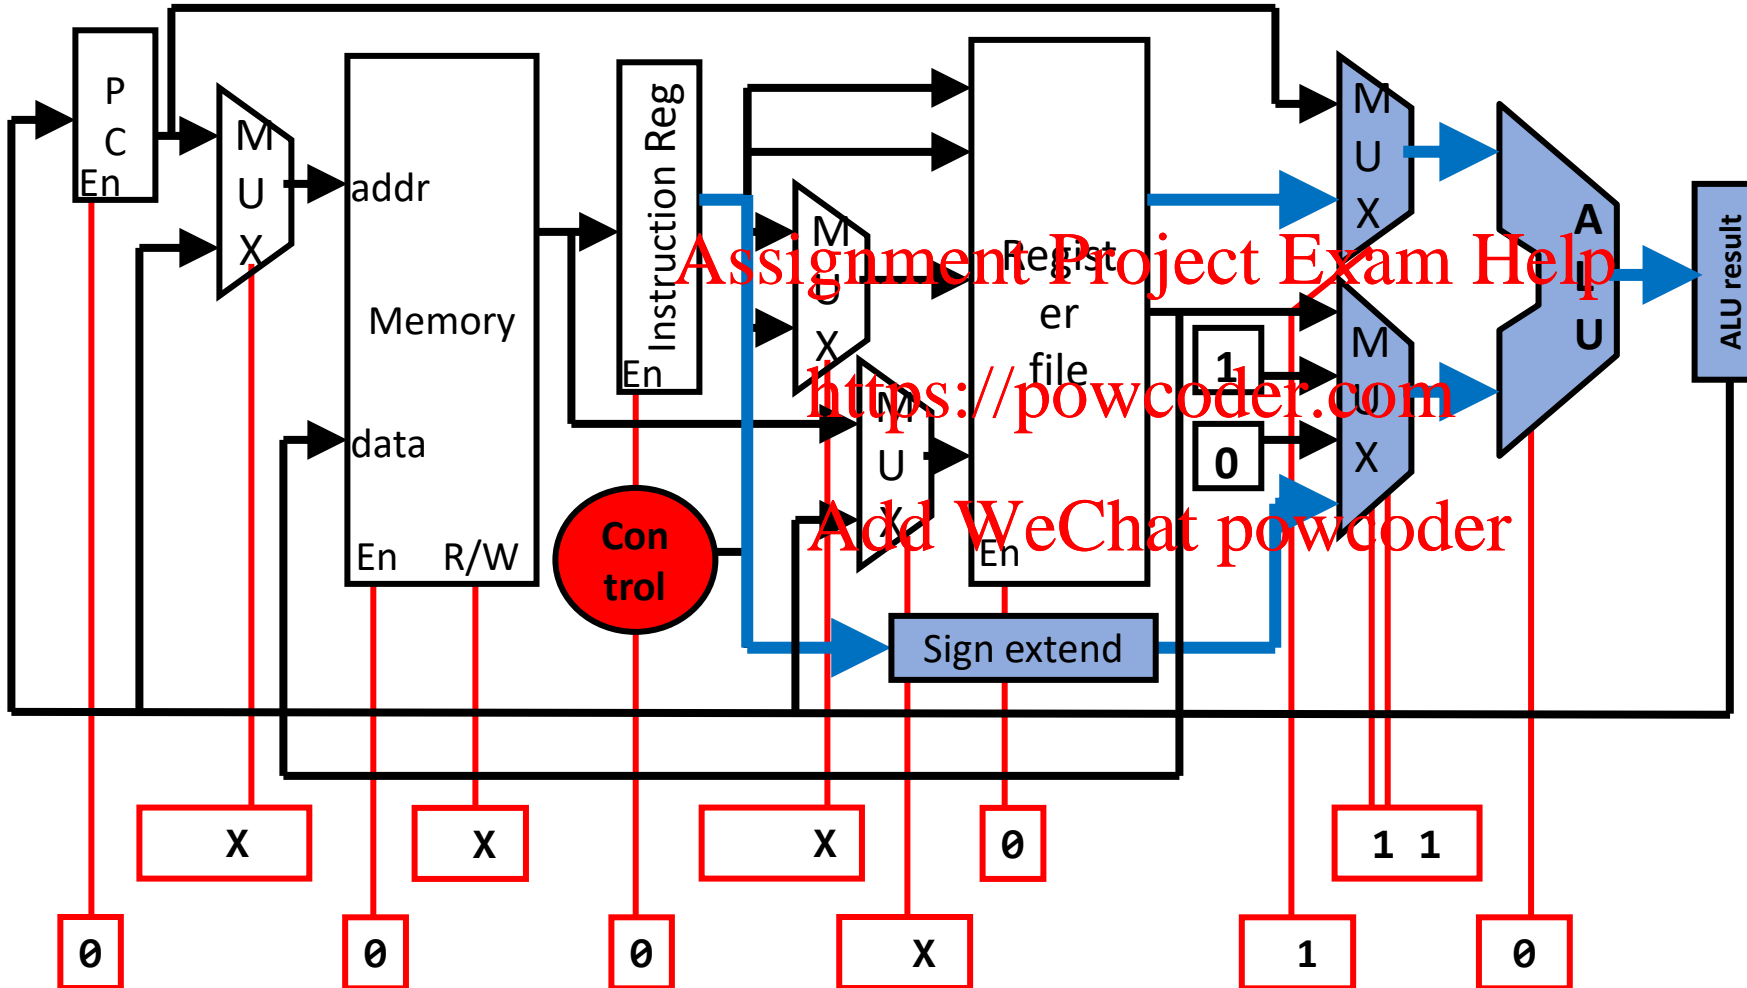 P
C
En
M
U
X
addr
Memory
data
En R/W
Instruction Reg
En
Con
trol
M
U
X
M
U
X
Regist
er
file
En
Sign extend
1
0
M
U
X
M
U
X
A
L
U
ALU result
Assignment Project Exam Help
https://powcoder.com
Add WeChat powcoder
X
X
X
0
1 1
0
0
0
X
1
0